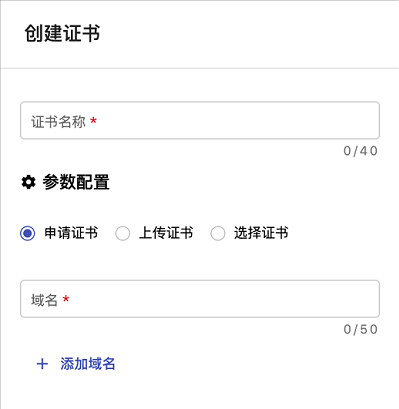 创建证书
证书名称 *
0/40
参数配置
申请证书 上传证书 选择证书
域名 *
0/50
+ 添加域名